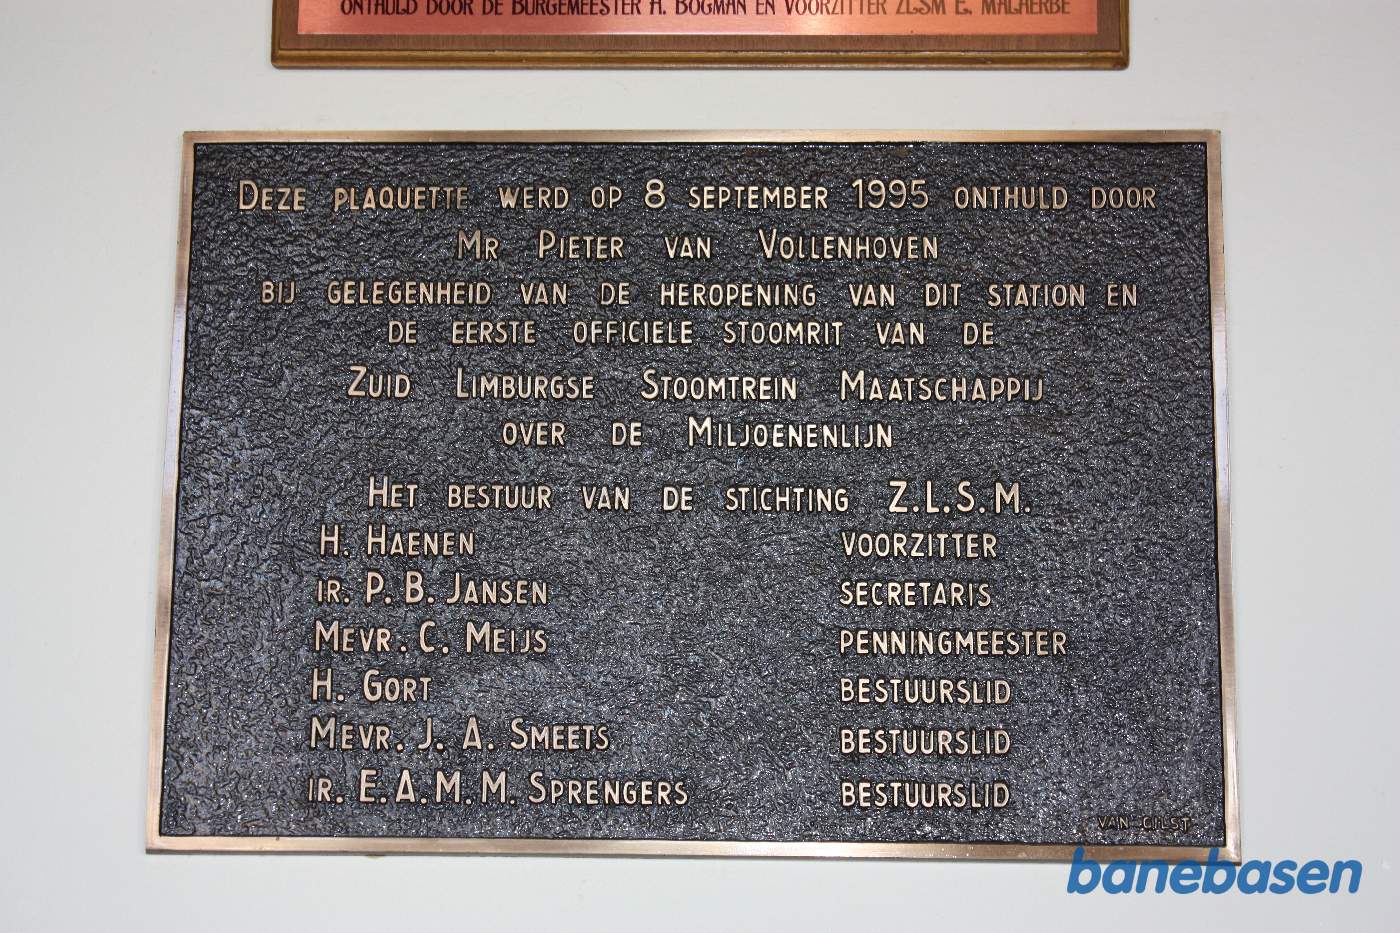 ONTHULD DOOR DE BURGEMEESTER H. BOGMAN EN VOORZITTER ZLSM E. MALHERBE
DEZE PLAQUETTE WERD OP 8 SEPTEMBER 1995 ONTHULD DOOR
MR PIETER VAN VOLLENHOVEN
BIJ GELEGENHEID VAN DE HEROPENING VAN DIT STATION EN
DE EERSTE OFFICIELE STOOMRIT VAN DE
ZUID LIMBURGSE STOOMTREIN MAATSCHAPPIJ
OVER DE MILJOENENLIJN
HET BESTUUR VAN DE STICHTING Z.L.S.M.
H. HAENEN VOORZITTER
IR. P. B. JANSEN SECRETARIS
MEVR. C. MEIJS PENNINGMEESTER
H. GORT BESTUURSLID
MEVR. J. A. SMEETS BESTUURSLID
IR. E.A.M.M. SPRENGERS BESTUURSLID
VAN GILST
banebasen